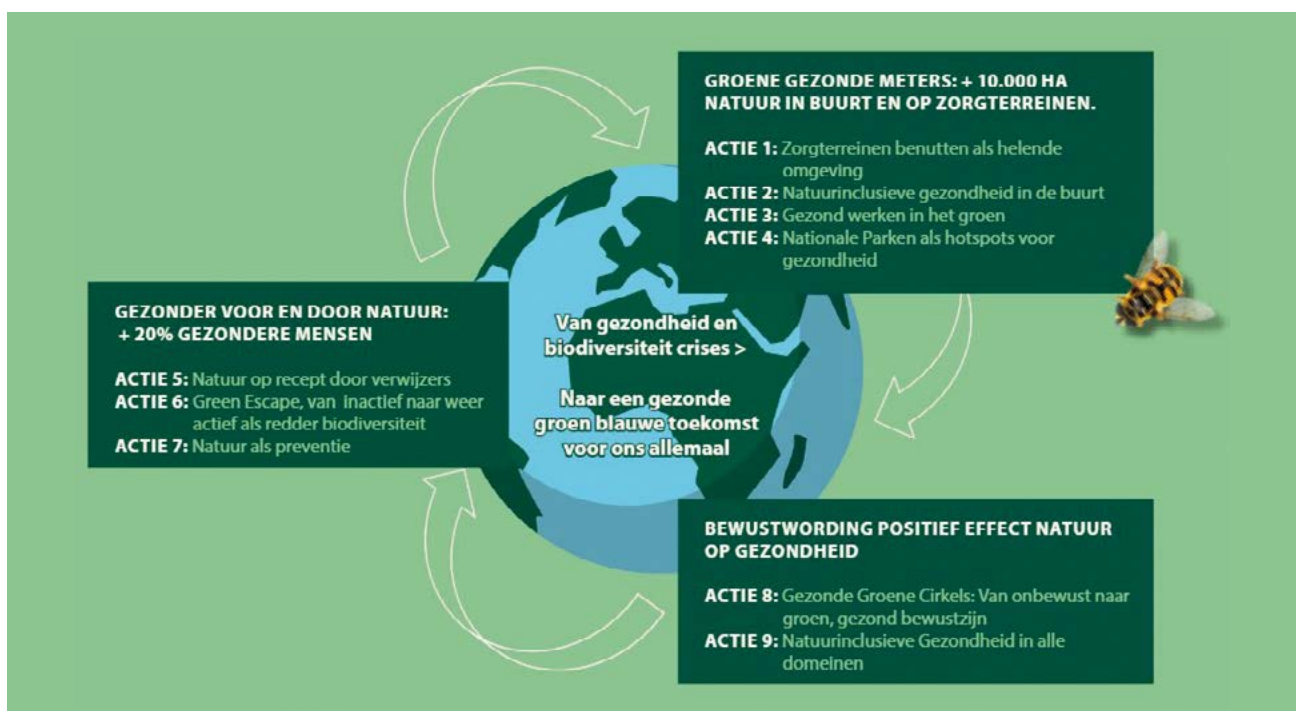 GROENE GEZONDE METERS: + 10.000 HA
NATUUR IN BUURT EN OP ZORGTERREINEN.
ACTIE 1: Zorgterreinen benutten als helende
omgeving
ACTIE 2: Natuurinclusieve gezondheid in de buurt
ACTIE 3: Gezond werken in het groen
ACTIE 4: Nationale Parken als hotspots voor
gezondheid
GEZONDER VOOR EN DOOR NATUUR:
+ 20% GEZONDERE MENSEN
ACTIE 5: Natuur op recept door verwijzers
ACTIE 6: Green Escape, van inactief naar weer
actief als redder biodiversiteit
ACTIE 7: Natuur als preventie
Van gezondheid en
biodiversiteit crises >
Naar een gezonde
groen blauwe toekomst
voor ons allemaal
BEWUSTWORDING POSITIEF EFFECT NATUUR
OP GEZONDHEID
ACTIE 8: Gezonde Groene Cirkels: Van onbewust naar
groen, gezond bewustzijn
ACTIE 9: Natuurinclusieve Gezondheid in alle
domeinen